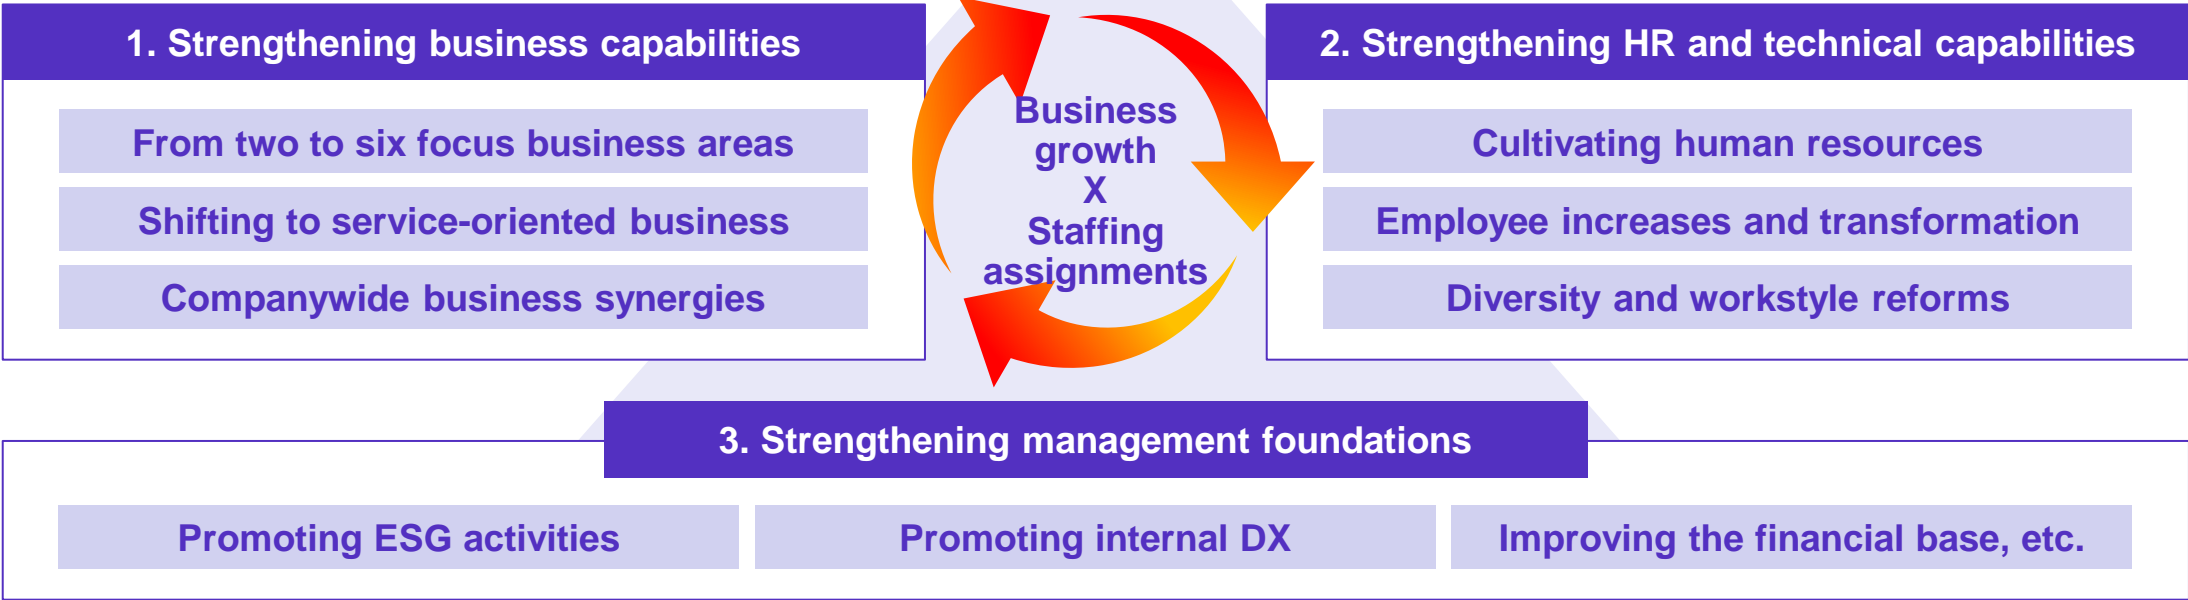 1. Strengthening business capabilities
From two to six focus business areas
Shifting to service-oriented business
Companywide business synergies
Business
growth
X
Staffing
assignments
2. Strengthening HR and technical capabilities
Cultivating human resources
Employee increases and transformation
Diversity and workstyle reforms
3. Strengthening management foundations
Promoting ESG activities
Promoting internal DX
Improving the financial base, etc.